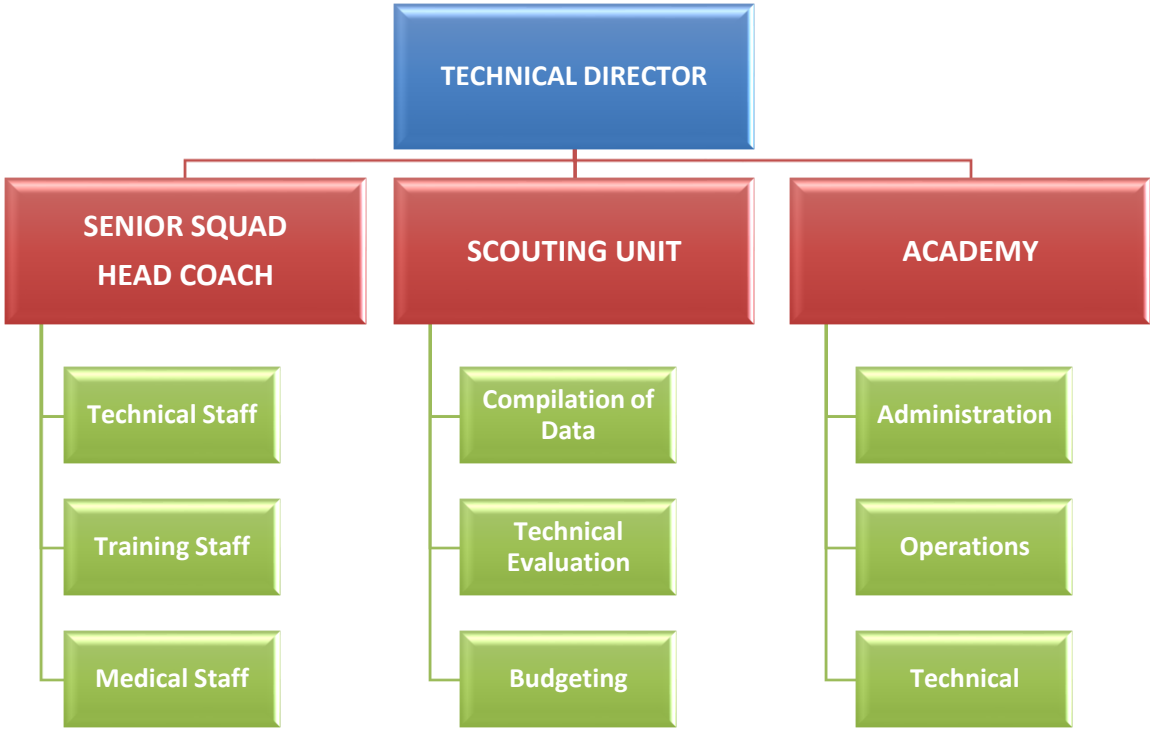 TECHNICAL DIRECTOR
SENIOR SQUAD
HEAD COACH
Technical Staff
Training Staff
Medical Staff
SCOUTING UNIT
Compilation of
Data
Technical
Evaluation
Budgeting
ACADEMY
Administration
Operations
Technical